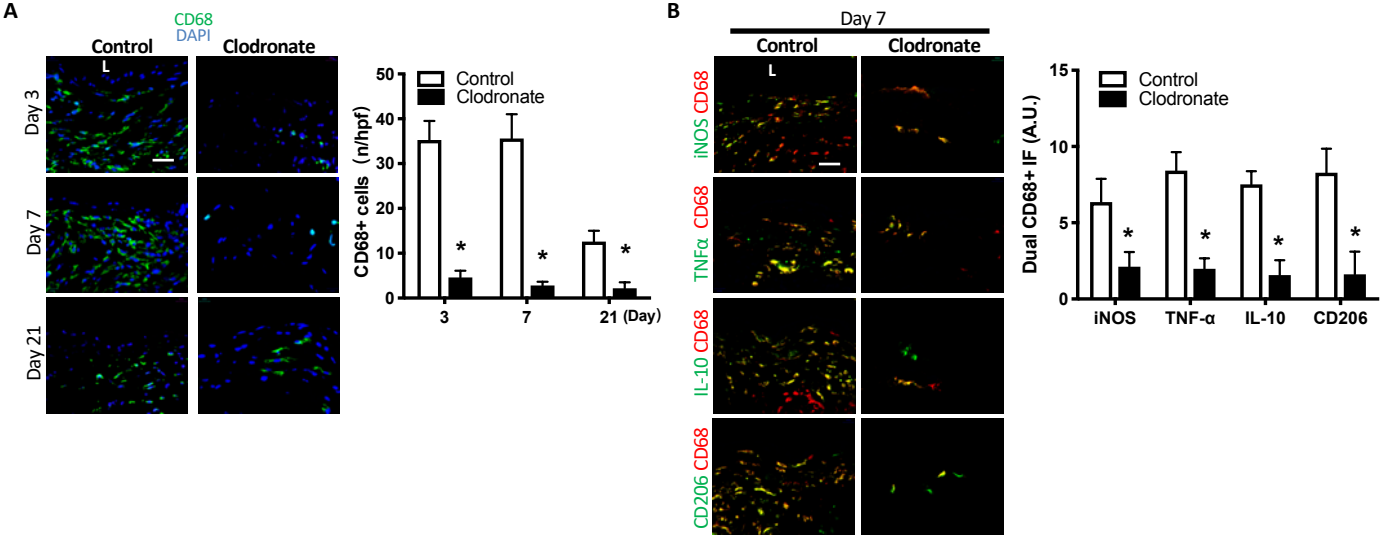 A
CD68
DAPI
Control
Clodronate
L
Day 3
Day 7
Day 21
CD68+ cells (n/hpf)
50
40
30
20
10
0
Control
Clodronate
*
*
*
3 7 21 (Day)
B
Day 7
Control
Clodronate
L
iNOS CD68
TNFα CD68
IL-10 CD68
CD206 CD68
Dual CD68+ IF (A.U.)
15
10
5
0
Control
Clodronate
*
*
*
*
iNOS TNF-α IL-10 CD206